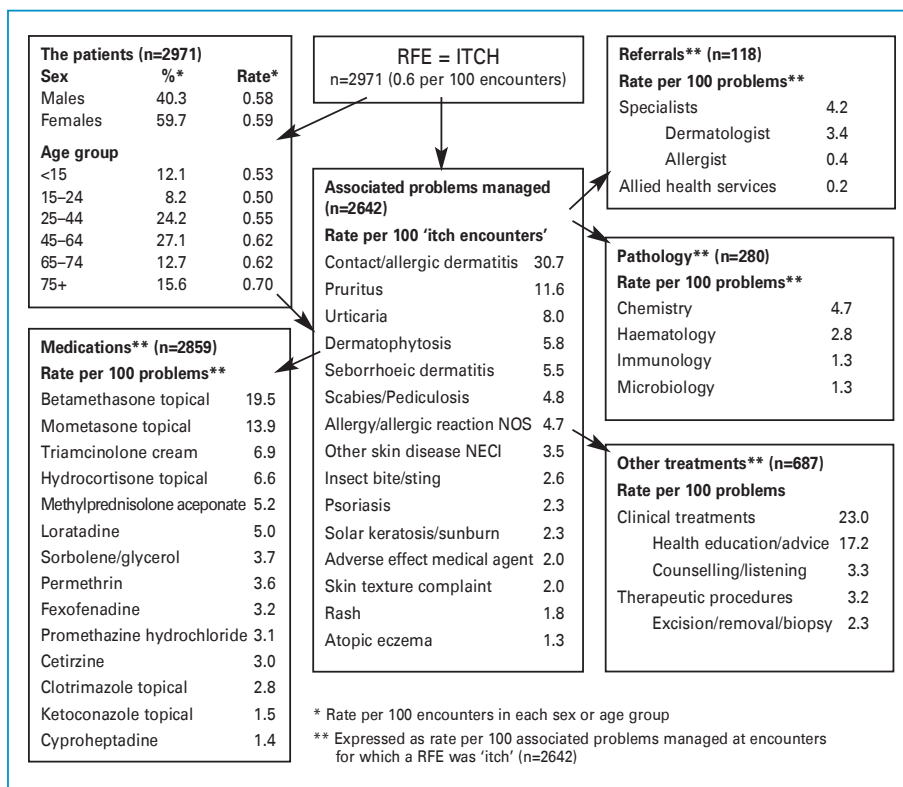 The patients (n=2971)
Sex %* Rate*
Males 40.3 0.58
Females 59.7 0.59
Age group
<15 12.1 0.53
15–24 8.2 0.50
25–44 24.2 0.55
45–64 27.1 0.62
65–74 12.7 0.62
75+ 15.6 0.70
RFE = ITCH
n=2971 (0.6 per 100 encounters)
Referrals** (n=118)
Rate per 100 problems**
Specialists 4.2
Dermatologist 3.4
Allergist 0.4
Allied health services 0.2
Associated problems managed
(n=2642)
Rate per 100 ‘itch encounters’
Contact/allergic dermatitis 30.7
Pruritus 11.6
Urticaria 8.0
Dermatophytosis 5.8
Seborrhoeic dermatitis 5.5
Scabies/Pediculosis 4.8
Allergy/allergic reaction NOS 4.7
Other skin disease NECI 3.5
Insect bite/sting 2.6
Psoriasis 2.3
Solar keratosis/sunburn 2.3
Adverse effect medical agent 2.0
Skin texture complaint 2.0
Rash 1.8
Atopic eczema 1.3
Pathology** (n=280)
Rate per 100 problems**
Chemistry 4.7
Haematology 2.8
Immunology 1.3
Microbiology 1.3
Medications** (n=2859)
Rate per 100 problems**
Betamethasone topical 19.5
Mometasone topical 13.9
Triamcinolone cream 6.9
Hydrocortisone topical 6.6
Methylprednisolone aceponate 5.2
Loratadine 5.0
Sorbolene/glycerol 3.7
Permethrin 3.6
Fexofenadine 3.2
Promethazine hydrochloride 3.1
Cetirzine 3.0
Clotrimazole topical 2.8
Ketoconazole topical 1.5
Cyproheptadine 1.4
Other treatments** (n=687)
Rate per 100 problems
Clinical treatments 23.0
Health education/advice 17.2
Counselling/listening 3.3
Therapeutic procedures 3.2
Excision/removal/biopsy 2.3
* Rate per 100 encounters in each sex or age group
** Expressed as rate per 100 associated problems managed at encounters
for which a RFE was ‘itch’ (n=2642)